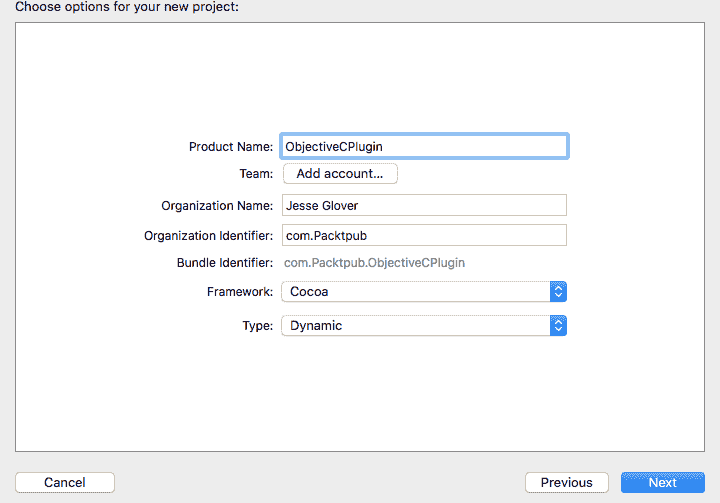 Choose options for your new project:
Product Name: ObjectiveCPlugin
Team: Add account...
Organization Name: Jesse Glover
Organization Identifier: com.Packtpub
Bundle Identifier: com.Packtpub.ObjectiveCPlugin
Framework: Cocoa
Type: Dynamic
Cancel Previous Next